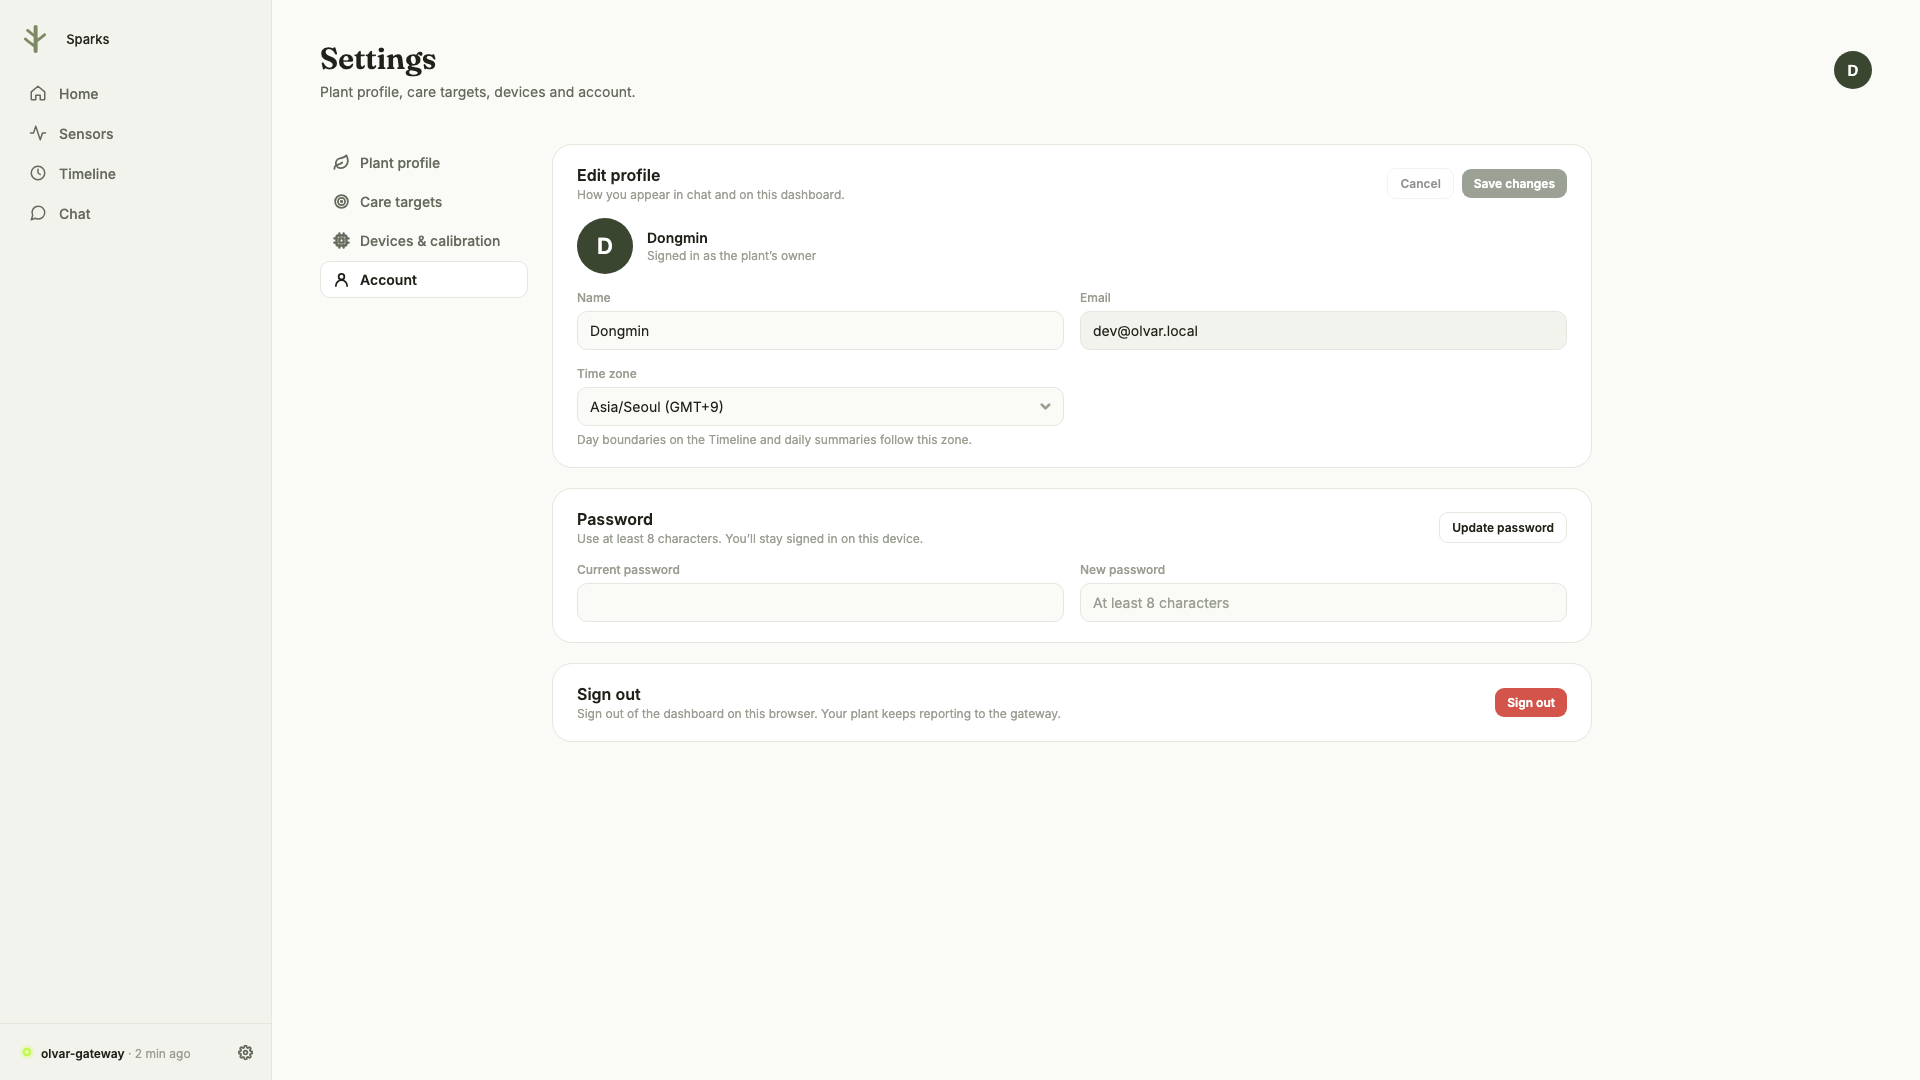 Sparks
Home
Sensors
Timeline
Chat
olvar-gateway · 2 min ago
Settings
Plant profile, care targets, devices and account.
D
Plant profile
Care targets
Devices & calibration
Account
Edit profile
How you appear in chat and on this dashboard.
Cancel
Save changes
D
Dongmin
Signed in as the plant’s owner
Name
Email
Dongmin
dev@olvar.local
Time zone
Asia/Seoul (GMT+9)
Day boundaries on the Timeline and daily summaries follow this zone.
Password
Use at least 8 characters. You’ll stay signed in on this device.
Update password
Current password
New password
At least 8 characters
Sign out
Sign out of the dashboard on this browser. Your plant keeps reporting to the gateway.
Sign out